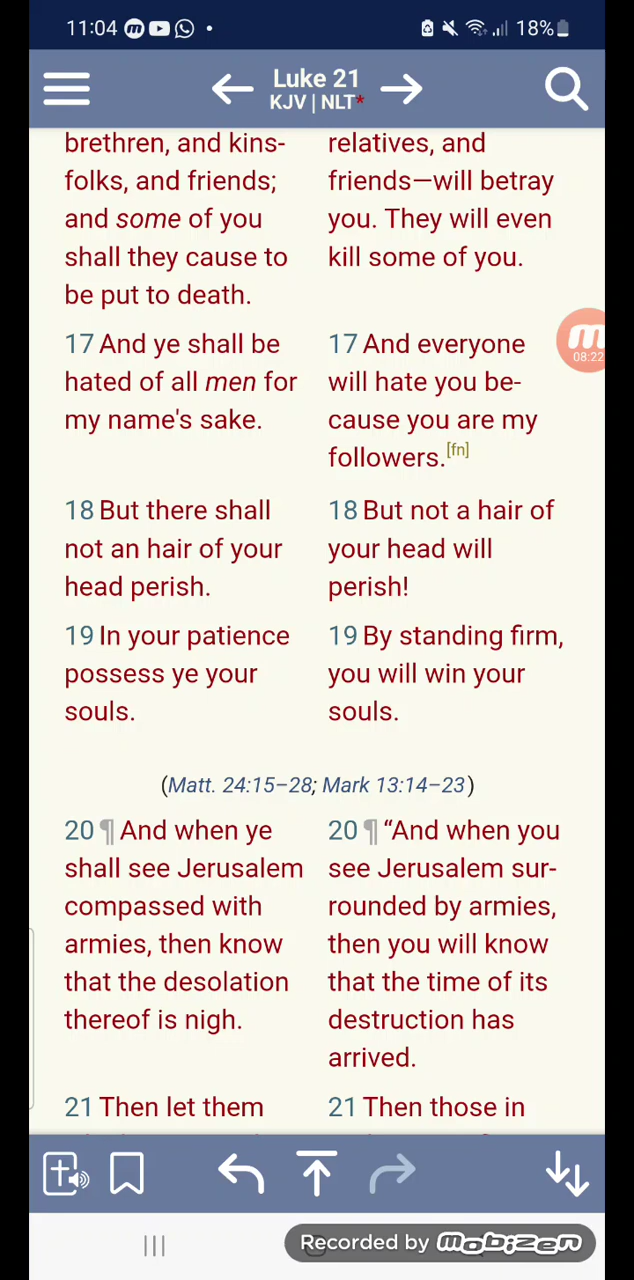 11:04 18%
Luke 21
KJV | NLT*
brethren, and kins-
folks, and friends;
and some of you
shall they cause to
be put to death.
17 And ye shall be
hated of all men for
my name's sake.
18 But there shall
not an hair of your
head perish.
19 In your patience
possess ye your
souls.
relatives, and
friends—will betray
you. They will even
kill some of you.
17 And everyone
will hate you be-
cause you are my
followers.[fn]
18 But not a hair of
your head will
perish!
19 By standing firm,
you will win your
souls.
m
08:22
(Matt. 24:15–28; Mark 13:14–23)
20 ¶ And when ye
shall see Jerusalem
compassed with
armies, then know
that the desolation
thereof is nigh.
21 Then let them
20 ¶ “And when you
see Jerusalem sur-
rounded by armies,
then you will know
that the time of its
destruction has
arrived.
21 Then those in
Recorded by mobizen